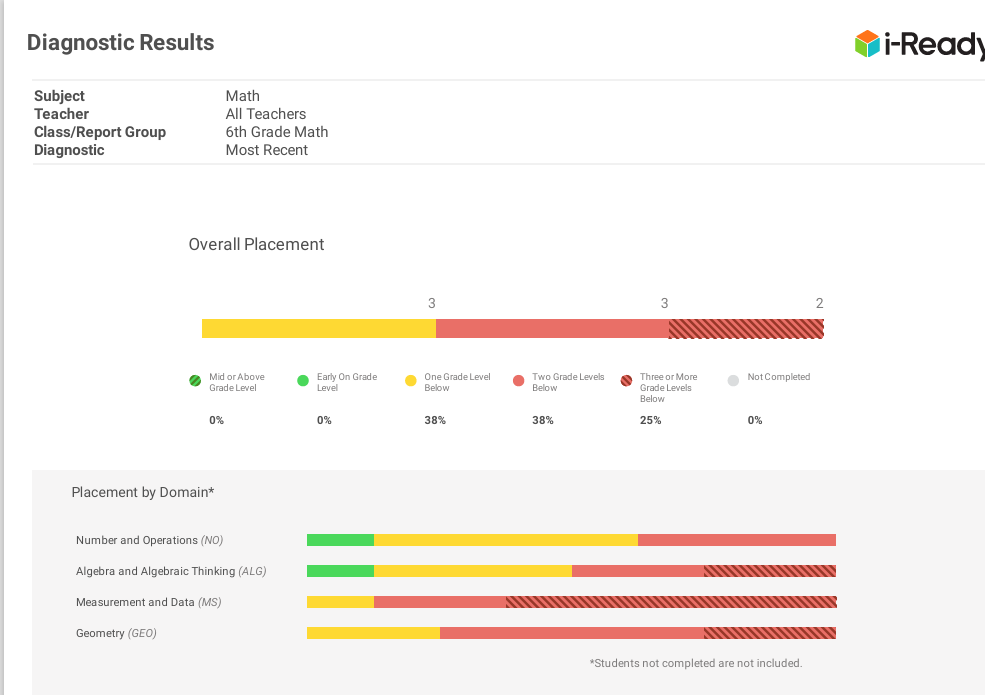 Diagnostic Results
i-Ready
Subject Math
Teacher All Teachers
Class/Report Group 6th Grade Math
Diagnostic Most Recent
Overall Placement
3 3 2
Mid or Above Grade Level
Early On Grade Level
One Grade Level Below
Two Grade Levels Below
Three or More Grade Levels Below
Not Completed
0% 0% 38% 38% 25% 0%
Placement by Domain*
Number and Operations (NO)
Algebra and Algebraic Thinking (ALG)
Measurement and Data (MS)
Geometry (GEO)
*Students not completed are not included.